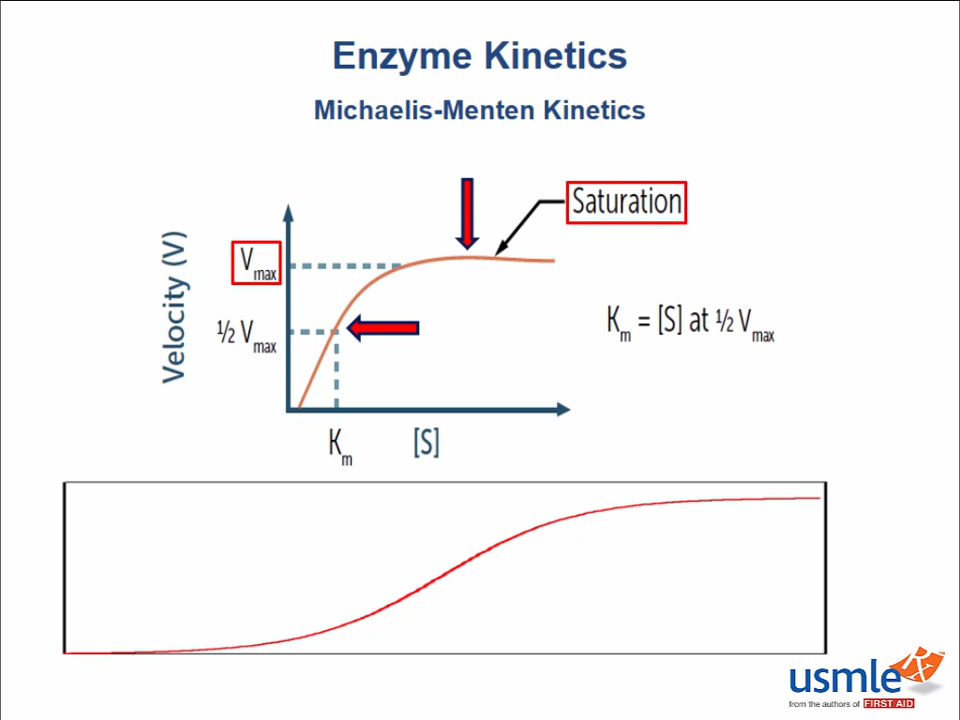 Enzyme Kinetics
Michaelis-Menten Kinetics
Saturation
Velocity (V)
Vmax
½ Vmax
Km = [S] at ½ Vmax
Km
[S]
usmle Rx™
from the authors of FIRST AID